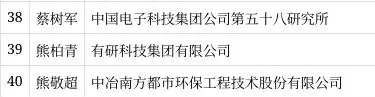 38 蔡树军 中国电子科技集团公司第五十八研究所
39 熊柏青 有研科技集团有限公司
40 熊敬超 中冶南方都市环保工程技术股份有限公司